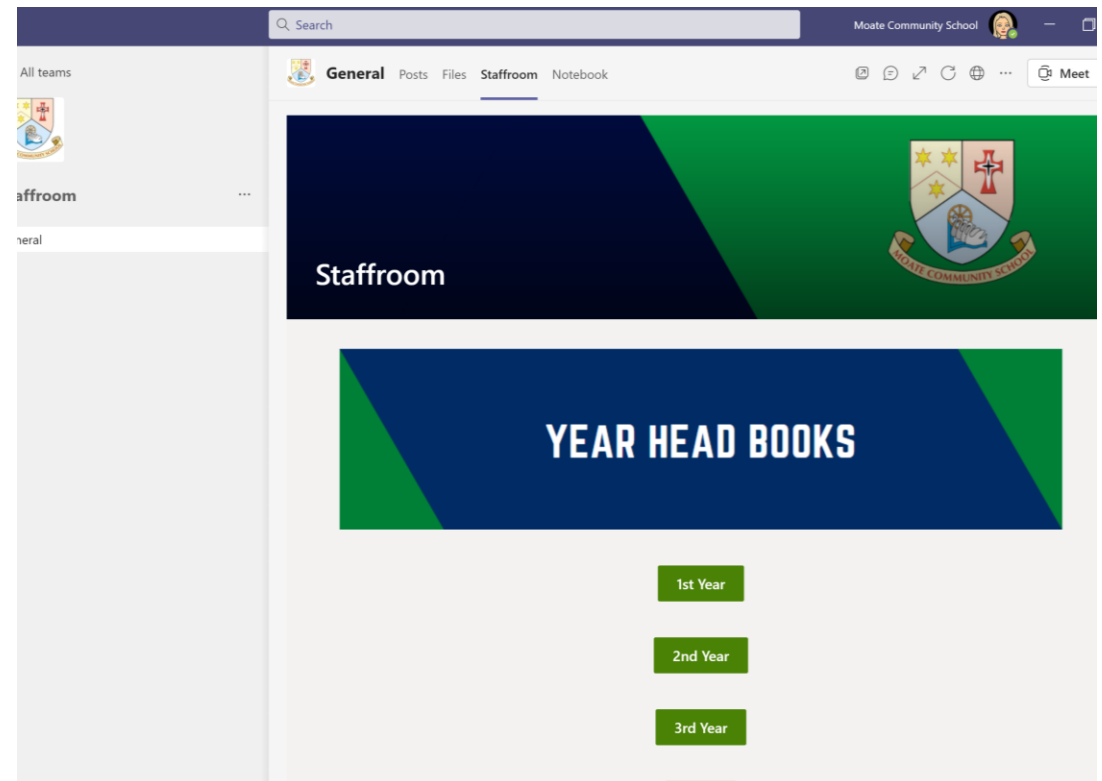 Search
Moate Community School
All teams
General Posts Files Staffroom Notebook
Meet
affroom
neral
Staffroom
MOATE COMMUNITY SCHOOL
YEAR HEAD BOOKS
1st Year
2nd Year
3rd Year